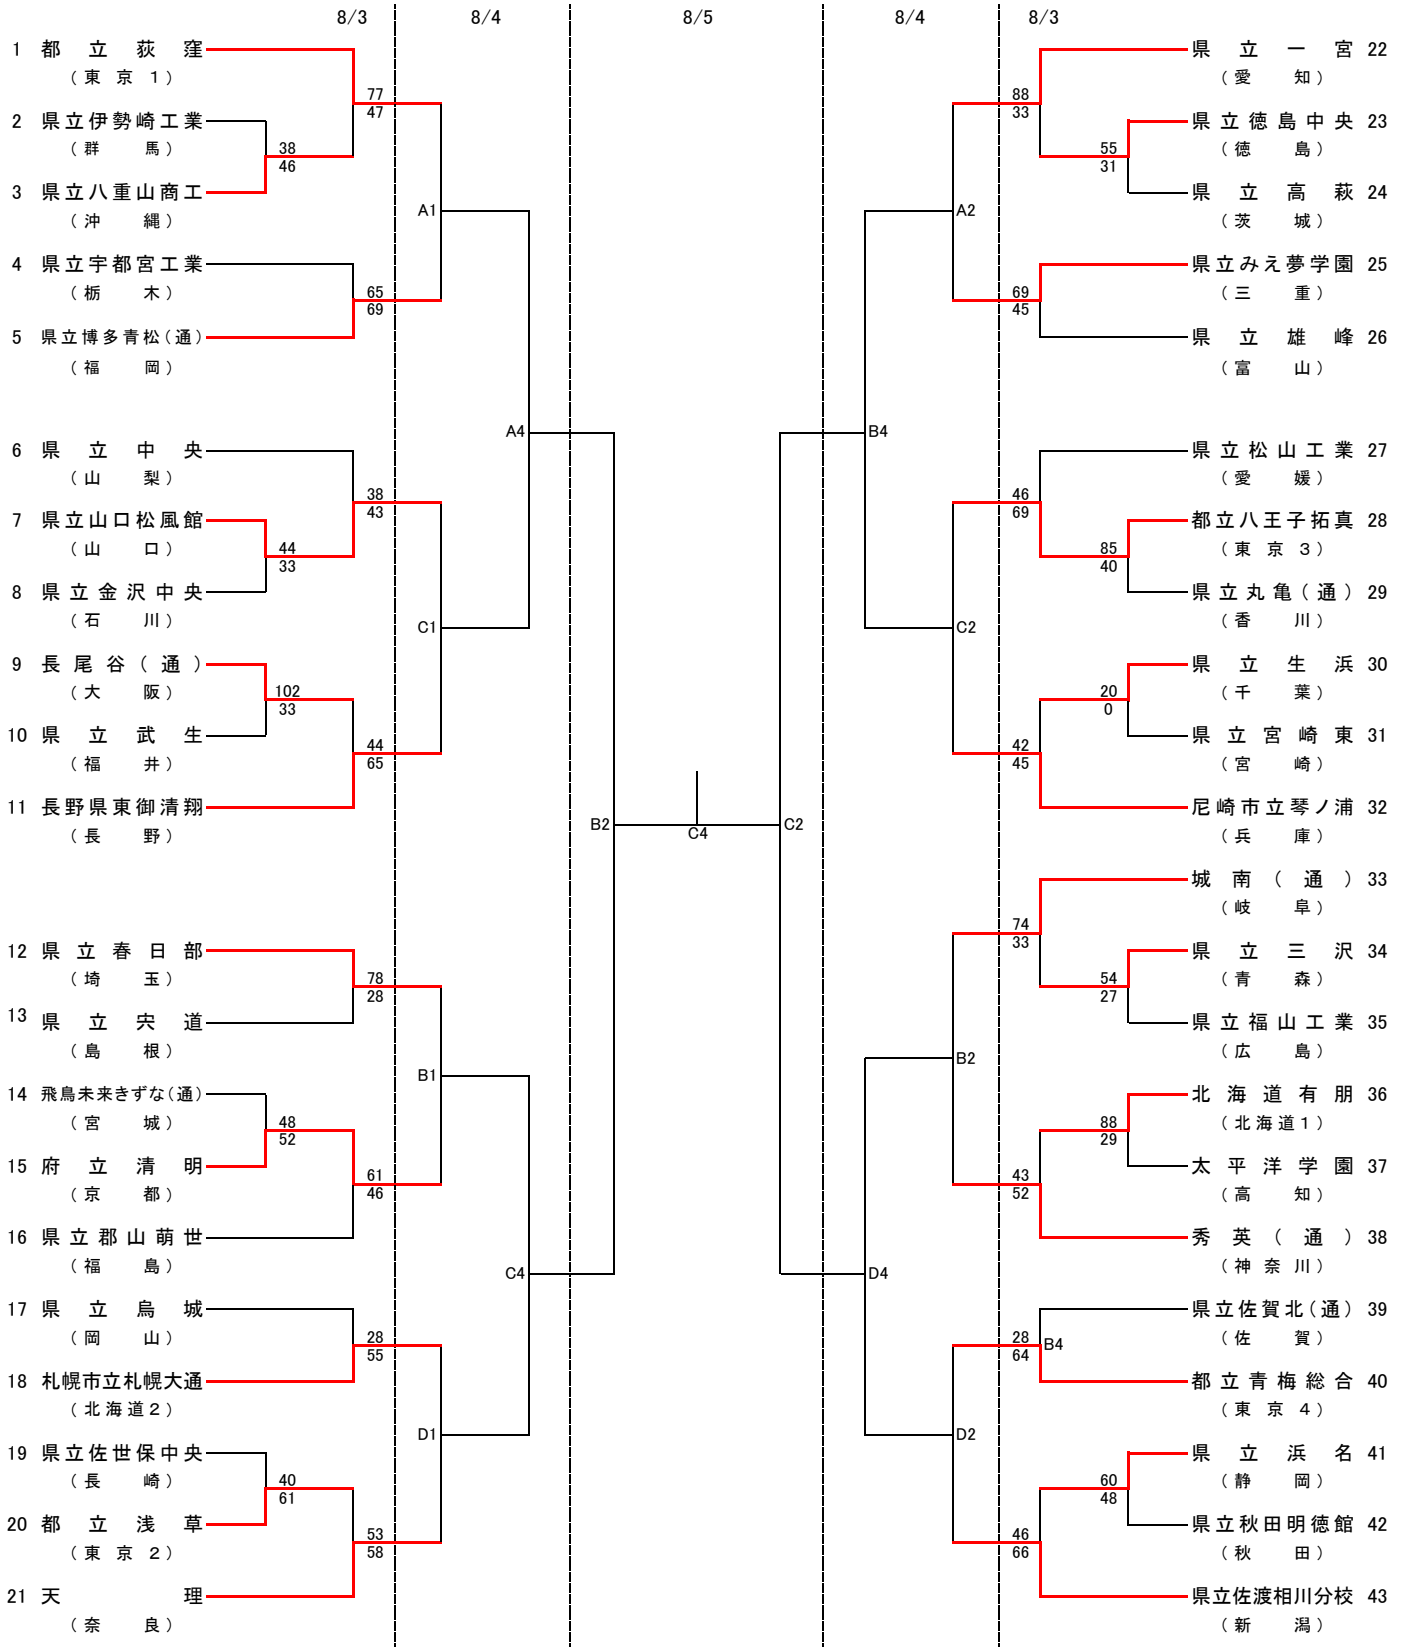 8/3 8/4 8/5 8/4 8/3
1 都立荻窪
（東京1）
77
47
2 県立伊勢崎工業
（群馬）
38
46
3 県立八重山商工
（沖縄）
A1
4 県立宇都宮工業
（栃木）
65
69
5 県立博多青松(通)
（福岡）
A4
6 県立中央
（山梨）
38
43
7 県立山口松風館
（山口）
44
33
8 県立金沢中央
（石川）
C1
9 長尾谷(通)
（大阪）
102
33
10 県立武生
（福井）
44
65
11 長野県東御清翔
（長野）
B2
C4
C2
12 県立春日部
（埼玉）
78
28
13 県立宍道
（島根）
B1
14 飛鳥未来きずな(通)
（宮城）
48
52
15 府立清明
（京都）
61
46
16 県立郡山萌世
（福島）
C4
17 県立烏城
（岡山）
28
55
18 札幌市立札幌大通
（北海道2）
D1
19 県立佐世保中央
（長崎）
40
61
20 都立浅草
（東京2）
53
58
21 天理
（奈良）
県立一宮 22
（愛知）
88
33
県立徳島中央 23
（徳島）
55
31
県立高萩 24
（茨城）
A2
県立みえ夢学園 25
（三重）
69
45
県立雄峰 26
（富山）
B4
県立松山工業 27
（愛媛）
46
69
都立八王子拓真 28
（東京3）
85
40
県立丸亀(通) 29
（香川）
C2
県立生浜 30
（千葉）
20
0
県立宮崎東 31
（宮崎）
42
45
尼崎市立琴ノ浦 32
（兵庫）
城南(通) 33
（岐阜）
74
33
県立三沢 34
（青森）
54
27
県立福山工業 35
（広島）
B2
北海道有朋 36
（北海道1）
88
29
太平洋学園 37
（高知）
43
52
秀英(通) 38
（神奈川）
D4
県立佐賀北(通) 39
（佐賀）
28
64
B4
都立青梅総合 40
（東京4）
D2
県立浜名 41
（静岡）
60
48
県立秋田明徳館 42
（秋田）
46
66
県立佐渡相川分校 43
（新潟）